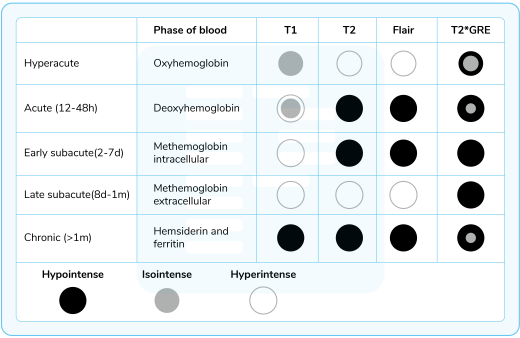 Phase of blood T1 T2 Flair T2*GRE
Hyperacute Oxyhemoglobin
Acute (12-48h) Deoxyhemoglobin
Early subacute(2-7d) Methemoglobin
intracellular
Late subacute(8d-1m) Methemoglobin
extracellular
Chronic (>1m) Hemsiderin and
ferritin
Hypointense Isointense Hyperintense